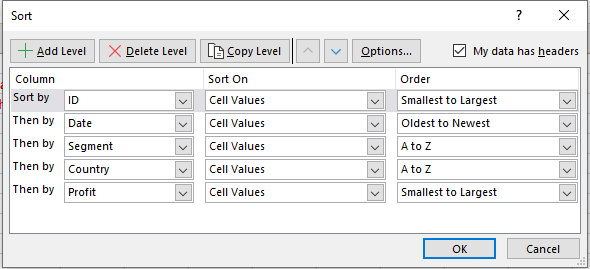 Sort
? ×
Add Level Delete Level Copy Level Options... My data has headers
Column Sort On Order
Sort by ID Cell Values Smallest to Largest
Then by Date Cell Values Oldest to Newest
Then by Segment Cell Values A to Z
Then by Country Cell Values A to Z
Then by Profit Cell Values Smallest to Largest
OK Cancel